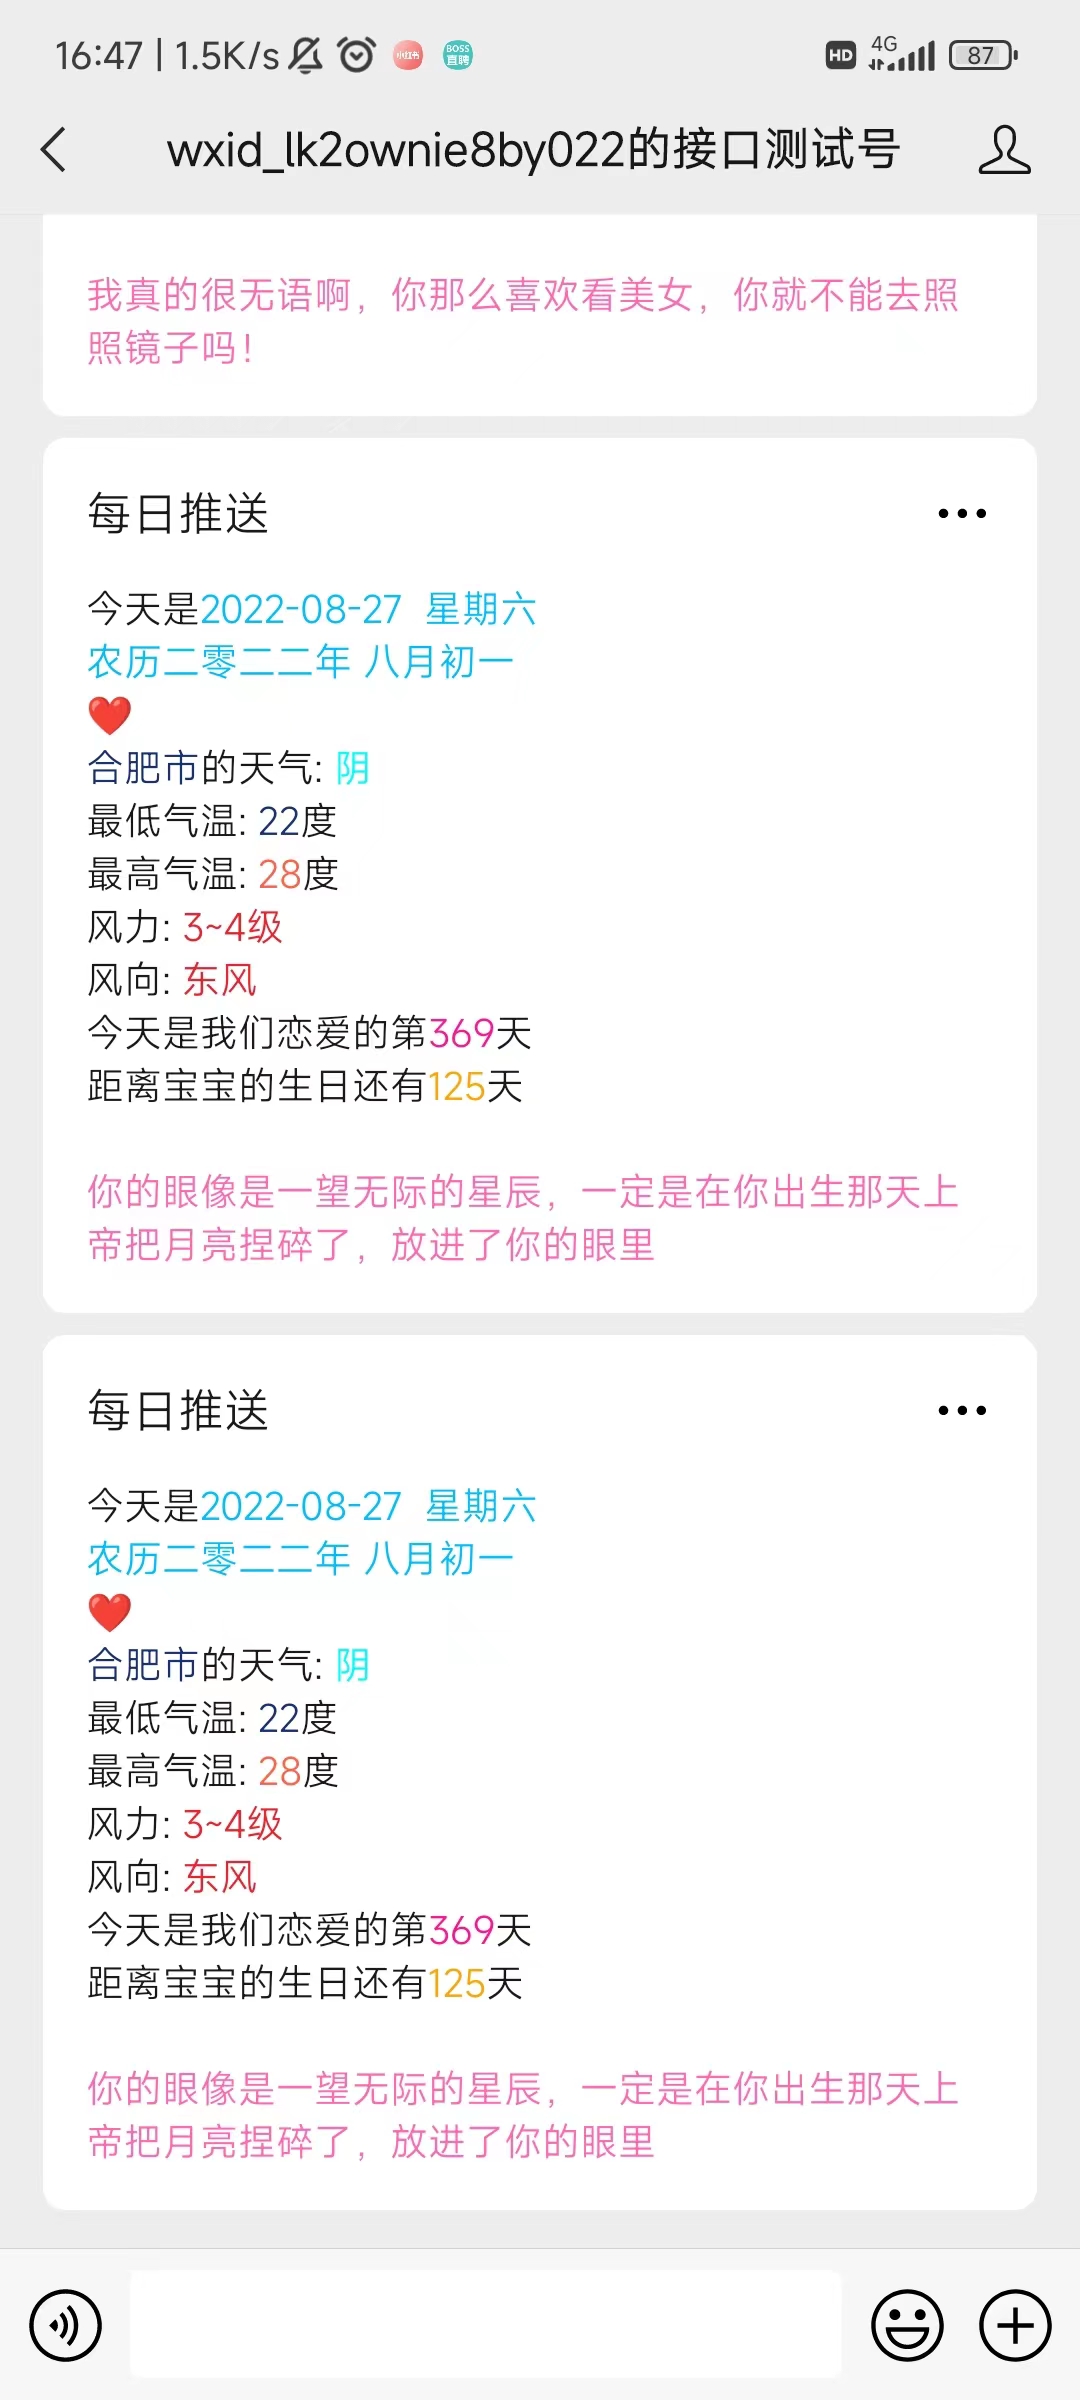 16:47 | 1.5K/s 小红书 BOSS直聘 HD 4G 87
wxid_lk2ownie8by022的接口测试号
我真的很无语啊，你那么喜欢看美女，你就不能去照
照镜子吗！
每日推送
今天是2022-08-27 星期六
农历二零二二年 八月初一
❤️
合肥市的天气: 阴
最低气温: 22度
最高气温: 28度
风力: 3~4级
风向: 东风
今天是我们恋爱的第369天
距离宝宝的生日还有125天
你的眼像是一望无际的星辰，一定是在你出生那天上
帝把月亮捏碎了，放进了你的眼里
每日推送
今天是2022-08-27 星期六
农历二零二二年 八月初一
❤️
合肥市的天气: 阴
最低气温: 22度
最高气温: 28度
风力: 3~4级
风向: 东风
今天是我们恋爱的第369天
距离宝宝的生日还有125天
你的眼像是一望无际的星辰，一定是在你出生那天上
帝把月亮捏碎了，放进了你的眼里